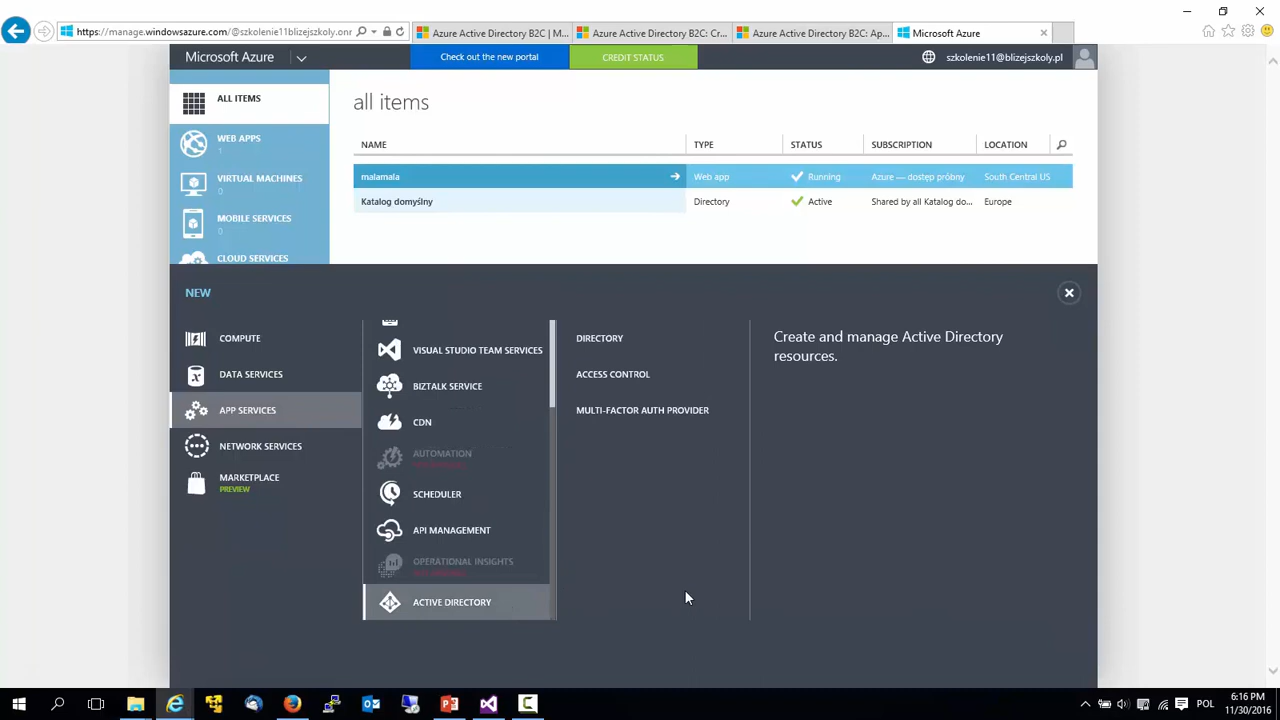 https://manage.windowsazure.com/@szkolenie11blizejszkoly.onr
Azure Active Directory B2C | M...
Azure Active Directory B2C: Cr...
Azure Active Directory B2C: Ap...
Microsoft Azure
Microsoft Azure
Check out the new portal
CREDIT STATUS
szkolenie11@blizejszkoly.pl
ALL ITEMS
WEB APPS
1
VIRTUAL MACHINES
0
MOBILE SERVICES
0
CLOUD SERVICES
all items
NAME TYPE STATUS SUBSCRIPTION LOCATION
malamala Web app Running Azure — dostęp próbny South Central US
Katalog domyślny Directory Active Shared by all Katalog do... Europe
NEW
COMPUTE
DATA SERVICES
APP SERVICES
NETWORK SERVICES
MARKETPLACE
PREVIEW
VISUAL STUDIO TEAM SERVICES
BIZTALK SERVICE
CDN
AUTOMATION
SCHEDULER
API MANAGEMENT
OPERATIONAL INSIGHTS
ACTIVE DIRECTORY
DIRECTORY
ACCESS CONTROL
MULTI-FACTOR AUTH PROVIDER
Create and manage Active Directory
resources.
POL
6:16 PM
11/30/2016